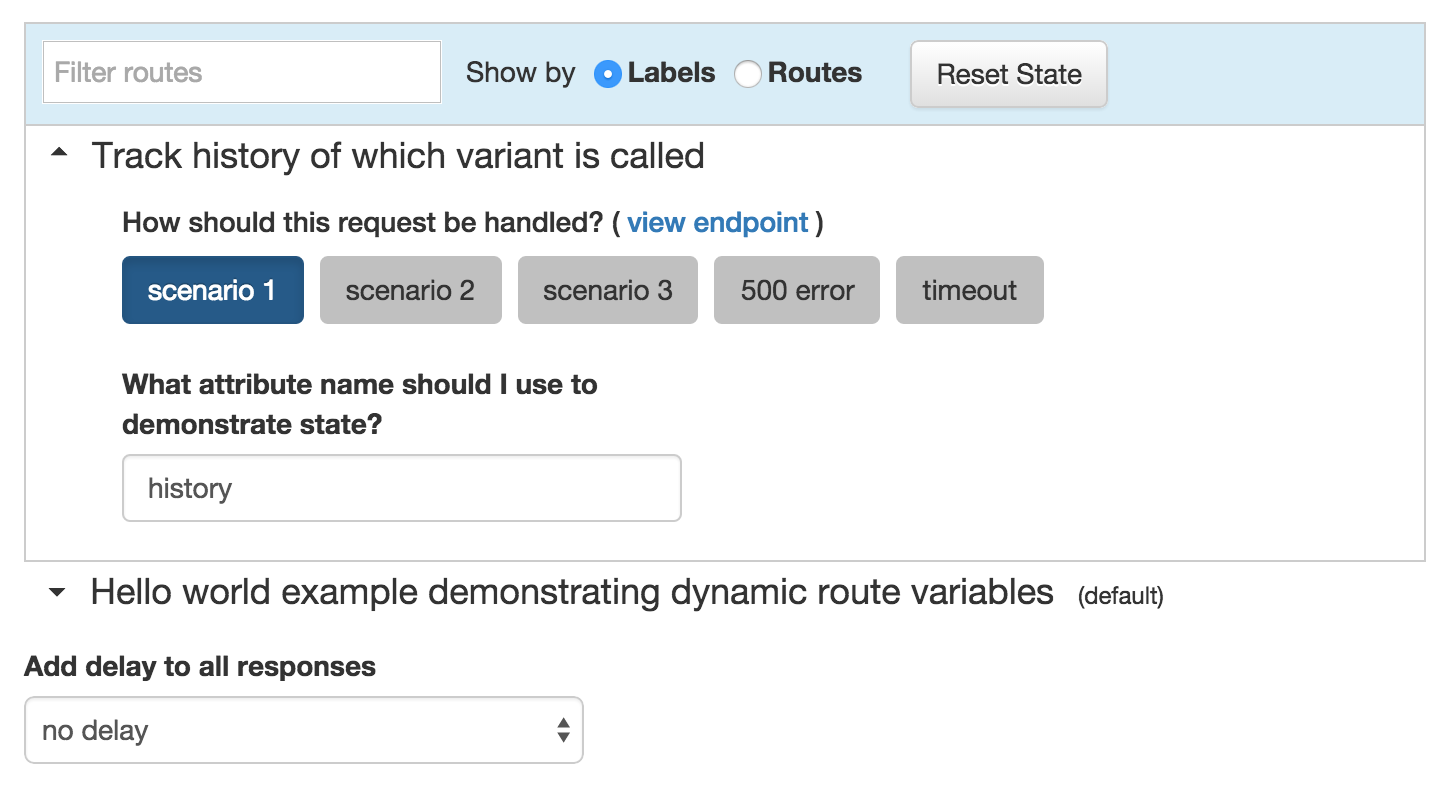 Filter routes Show by Labels Routes Reset State
Track history of which variant is called
How should this request be handled? ( view endpoint )
scenario 1 scenario 2 scenario 3 500 error timeout
What attribute name should I use to
demonstrate state?
history
Hello world example demonstrating dynamic route variables (default)
Add delay to all responses
no delay